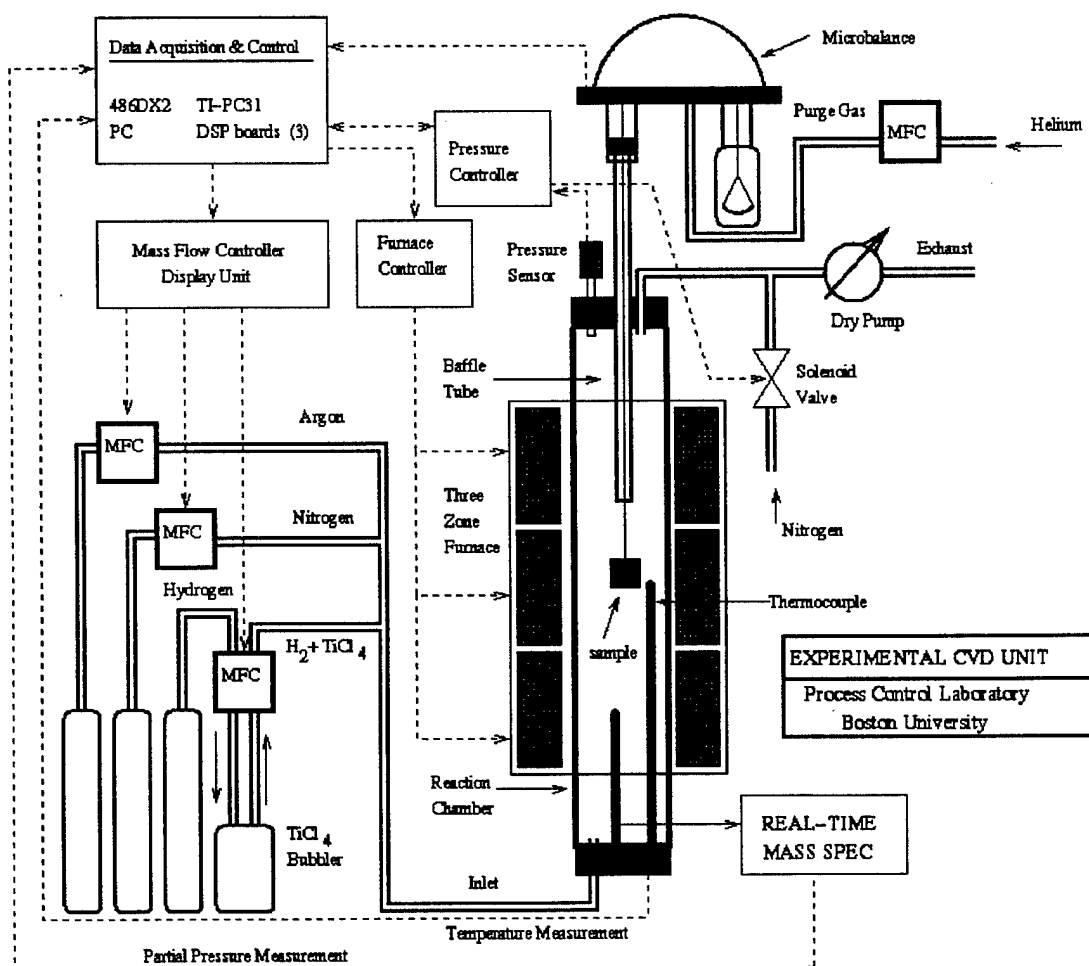 Data Acquisition & Control
486DX2 TI-PC31
PC DSP boards (3)
Microbalance
Purge Gas
MFC
Helium
Pressure
Controller
Mass Flow Controller
Display Unit
Furnace
Controller
Pressure
Sensor
Exhaust
Dry Pump
Baffle
Tube
Solenoid
Valve
Argon
MFC
Nitrogen
MFC
Three
Zone
Furnace
Nitrogen
Hydrogen
Thermocouple
H2 + TiCl4
MFC
sample
EXPERIMENTAL CVD UNIT
Process Control Laboratory
Boston University
Reaction
Chamber
REAL-TIME
MASS SPEC
TiCl4
Bubbler
Inlet
Temperature Measurement
Partial Pressure Measurement